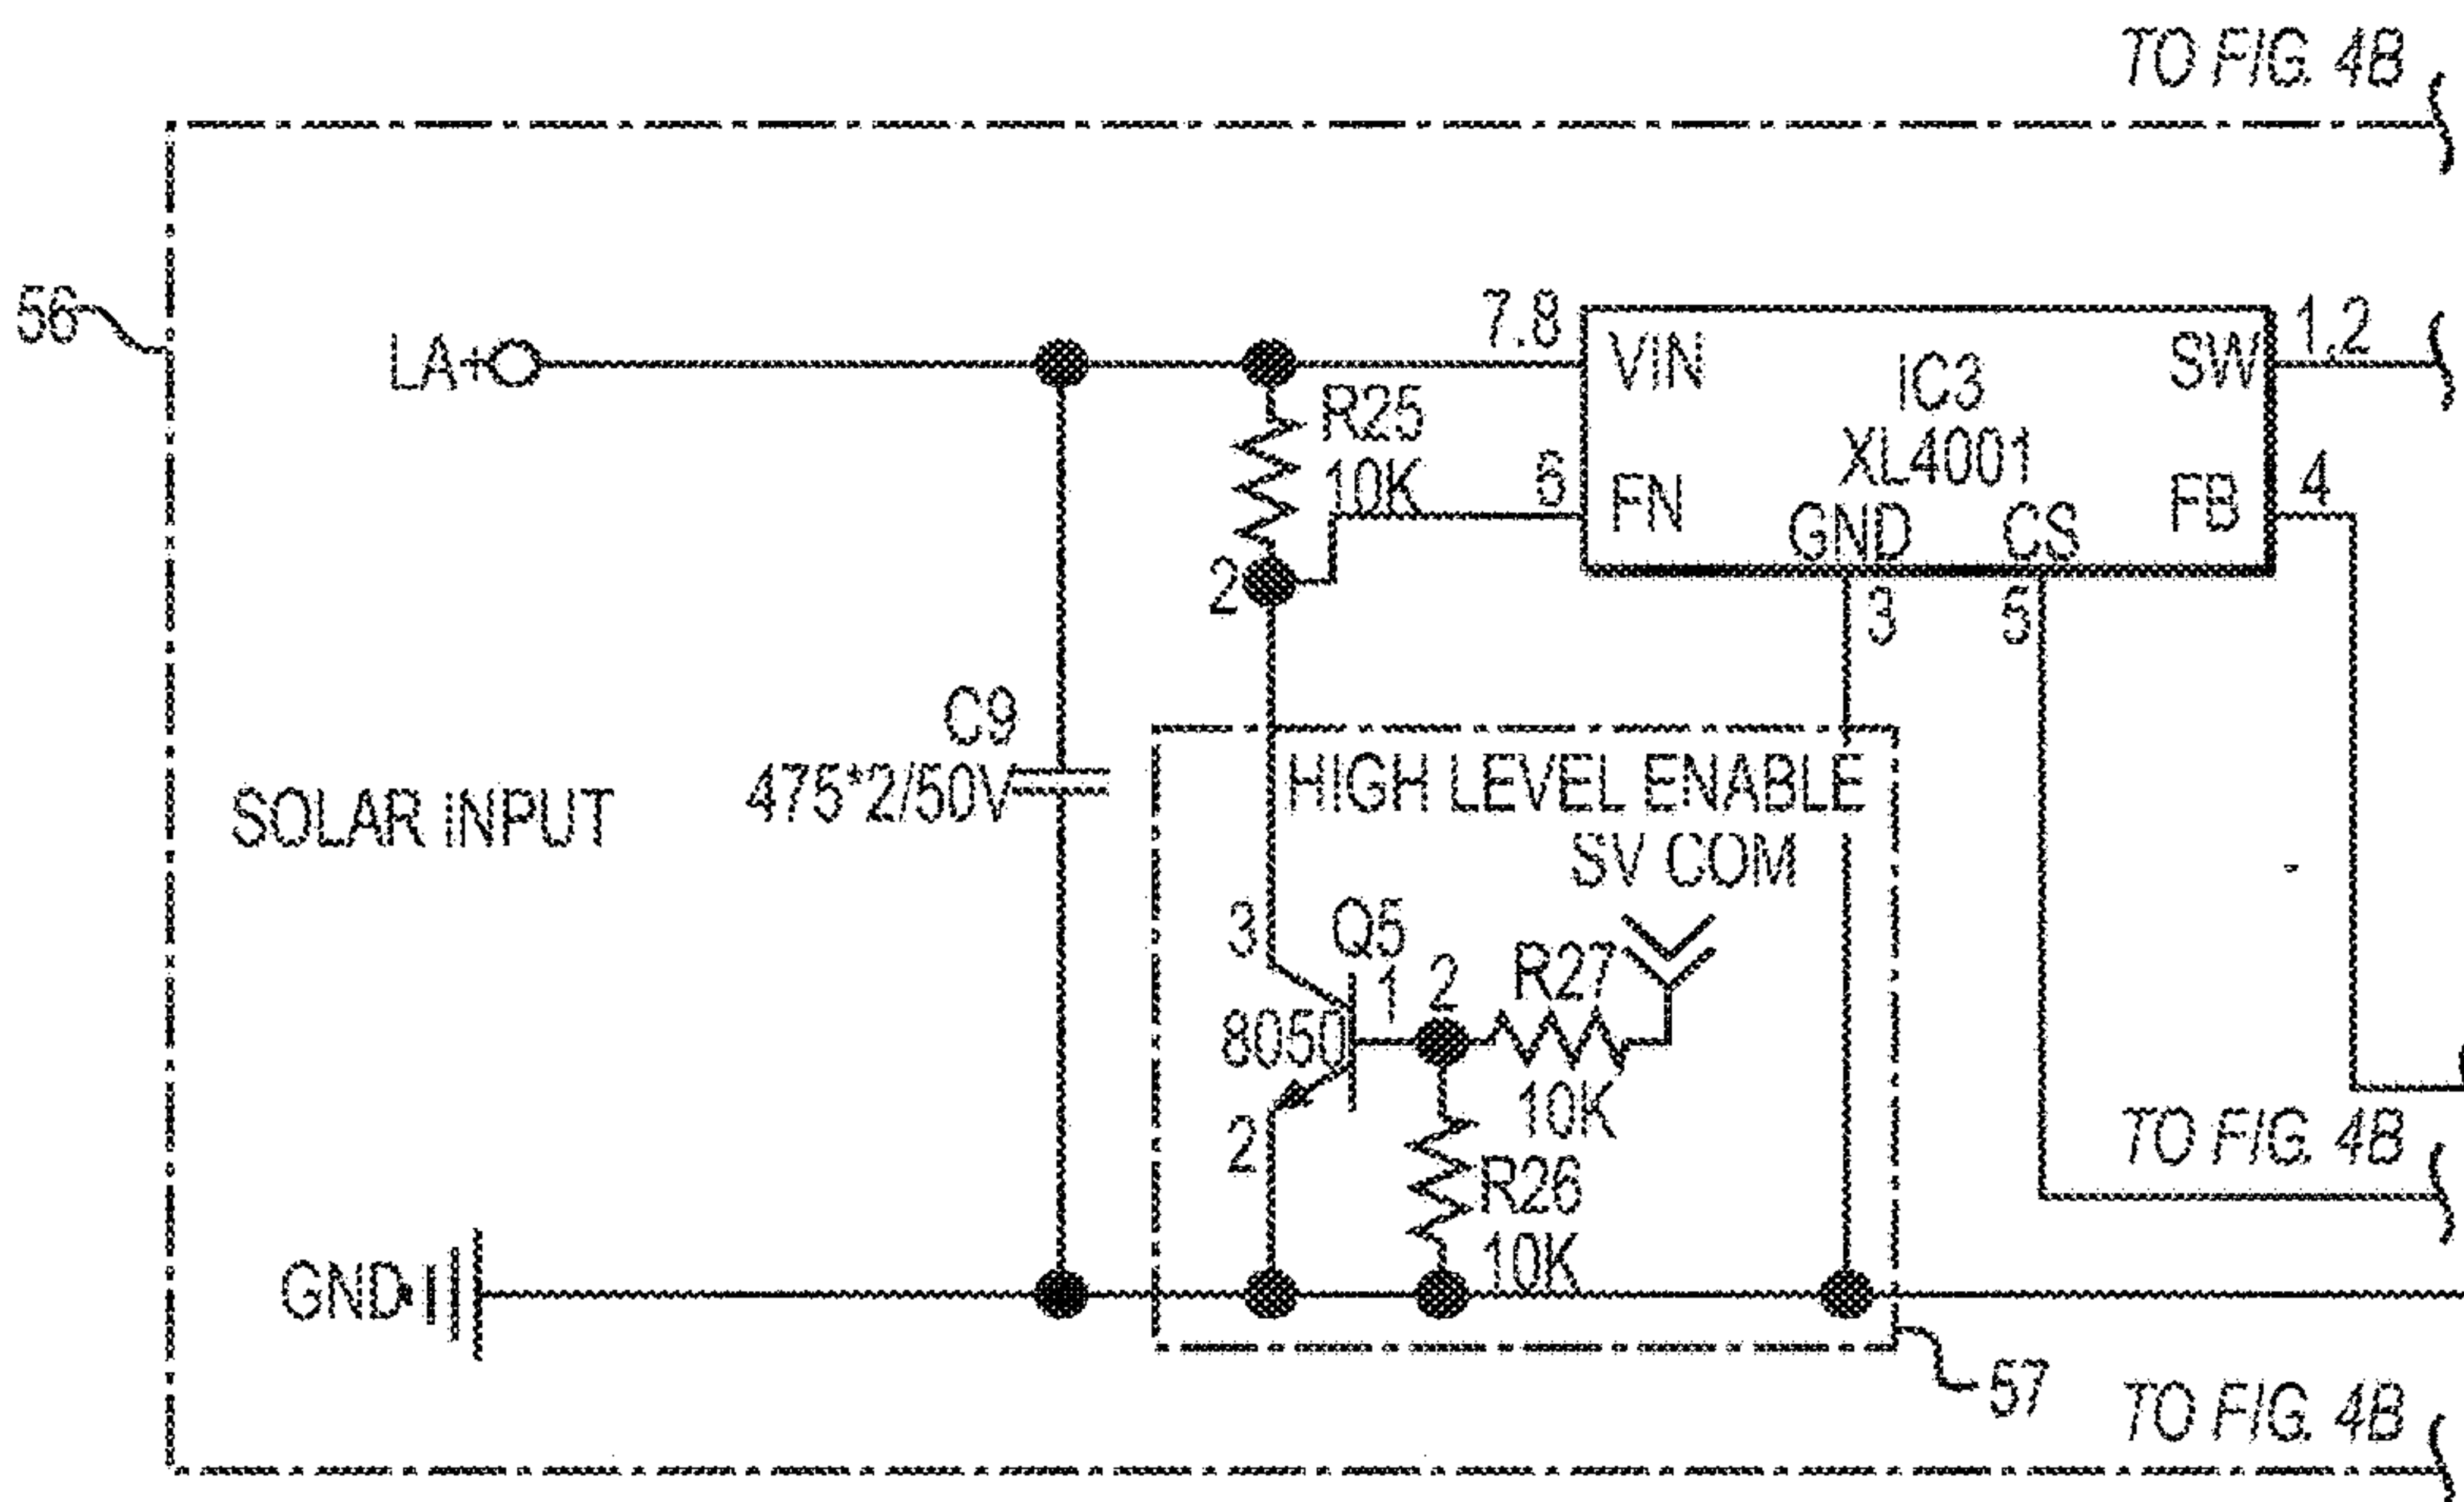 TO FIG. 4B
56
LA+
7.8
VIN
IC3
XL4001
SW
1,2
R25
10K
6
FN
GND
CS
FB
4
2
3
5
C9
475*2/50V
HIGH LEVEL ENABLE
SV COM
SOLAR INPUT
3
Q5
1
2
R27
8050
10K
2
R26
10K
TO FIG. 4B
GND
57
TO FIG. 4B